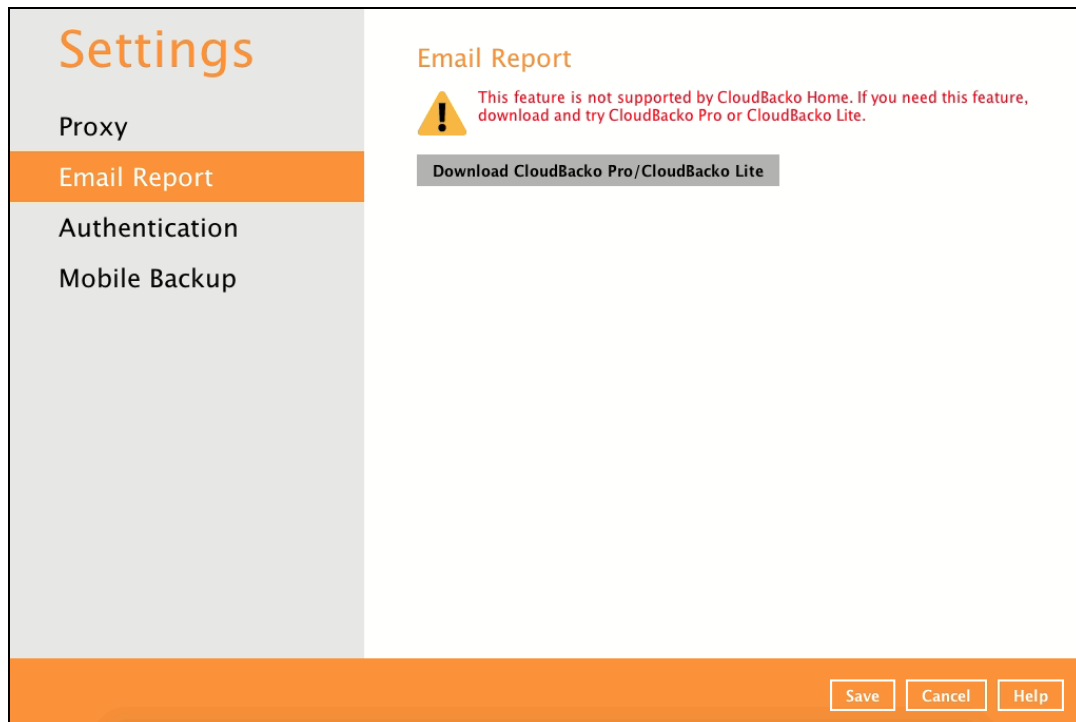 Settings
Proxy
Email Report
Authentication
Mobile Backup
Email Report
This feature is not supported by CloudBacko Home. If you need this feature,
download and try CloudBacko Pro or CloudBacko Lite.
Download CloudBacko Pro/CloudBacko Lite
Save
Cancel
Help